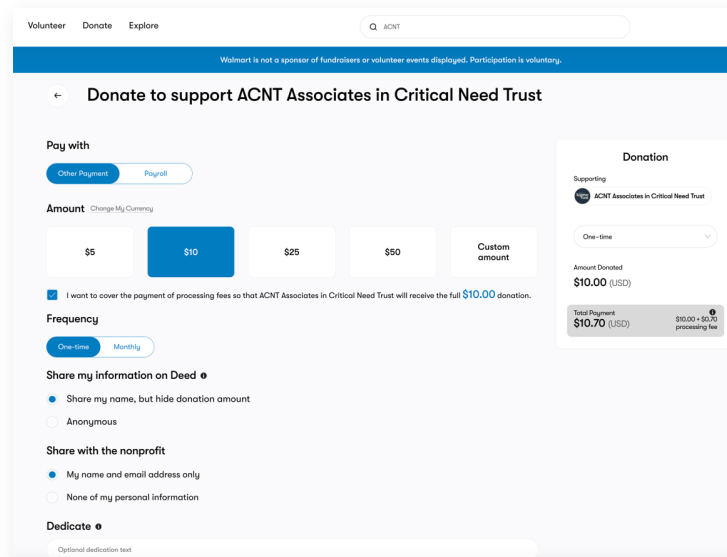 Volunteer Donate Explore
ACNT
Walmart is not a sponsor of fundraisers or volunteer events displayed. Participation is voluntary.
← Donate to support ACNT Associates in Critical Need Trust
Pay with
Other Payment Payroll
Amount Change My Currency
$5 $10 $25 $50 Custom
amount
I want to cover the payment of processing fees so that ACNT Associates in Critical Need Trust will receive the full $10.00 donation.
Frequency
One-time Monthly
Share my information on Deed
Share my name, but hide donation amount
Anonymous
Share with the nonprofit
My name and email address only
None of my personal information
Dedicate
Optional dedication text
Donation
Supporting
ACNT Associates in Critical Need Trust
One-time
Amount Donated
$10.00 (USD)
Total Payment
$10.70 (USD)
$10.00 + $0.70
processing fee